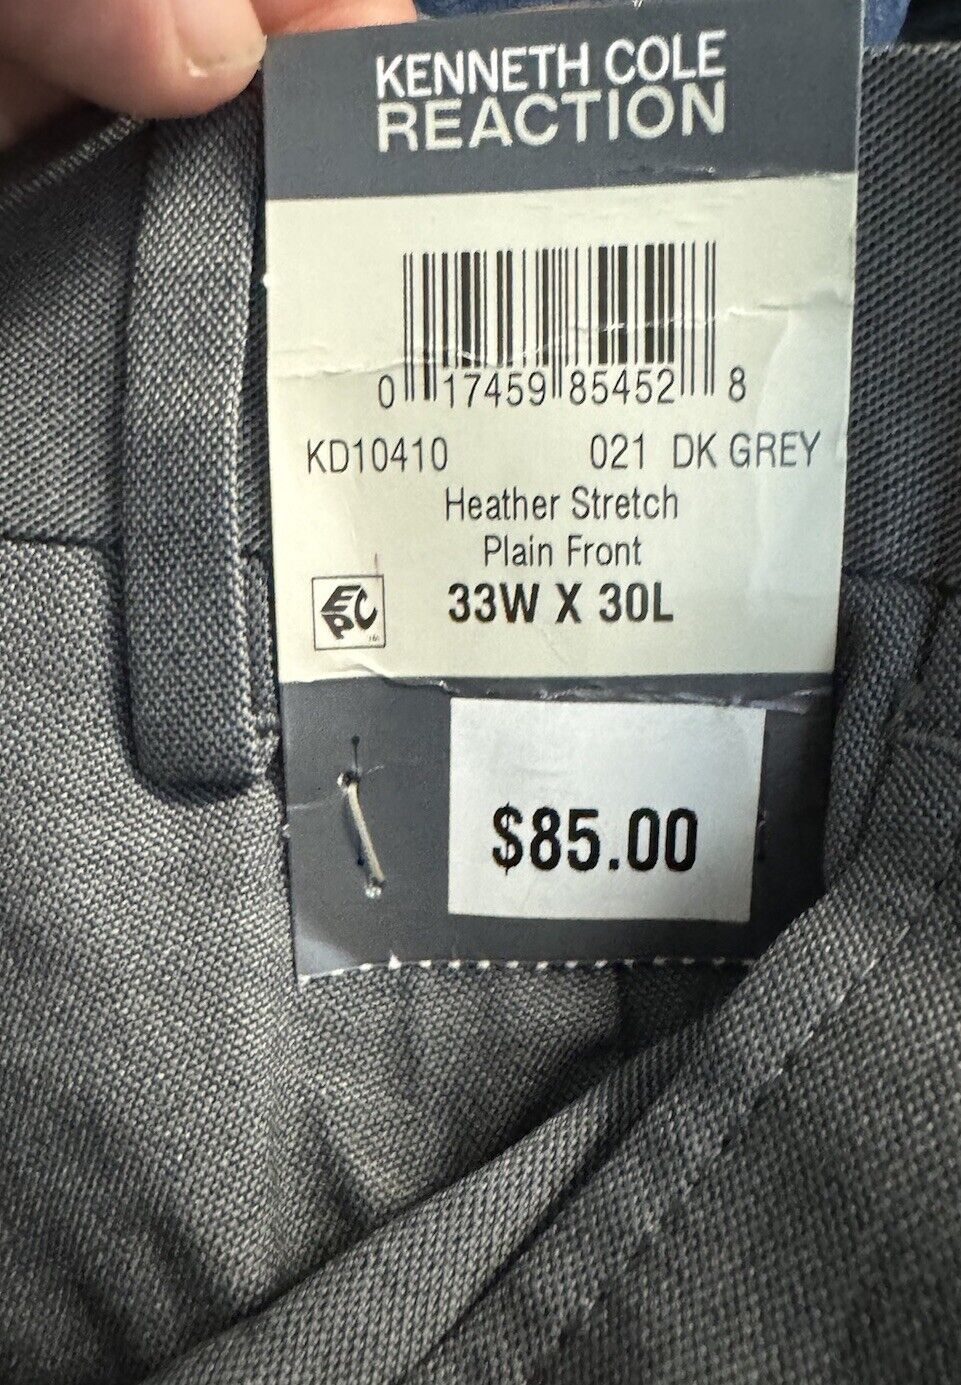 KENNETH COLE
REACTION
0 17459 85452 8
KD10410 021 DK GREY
Heather Stretch
Plain Front
33W X 30L
$85.00